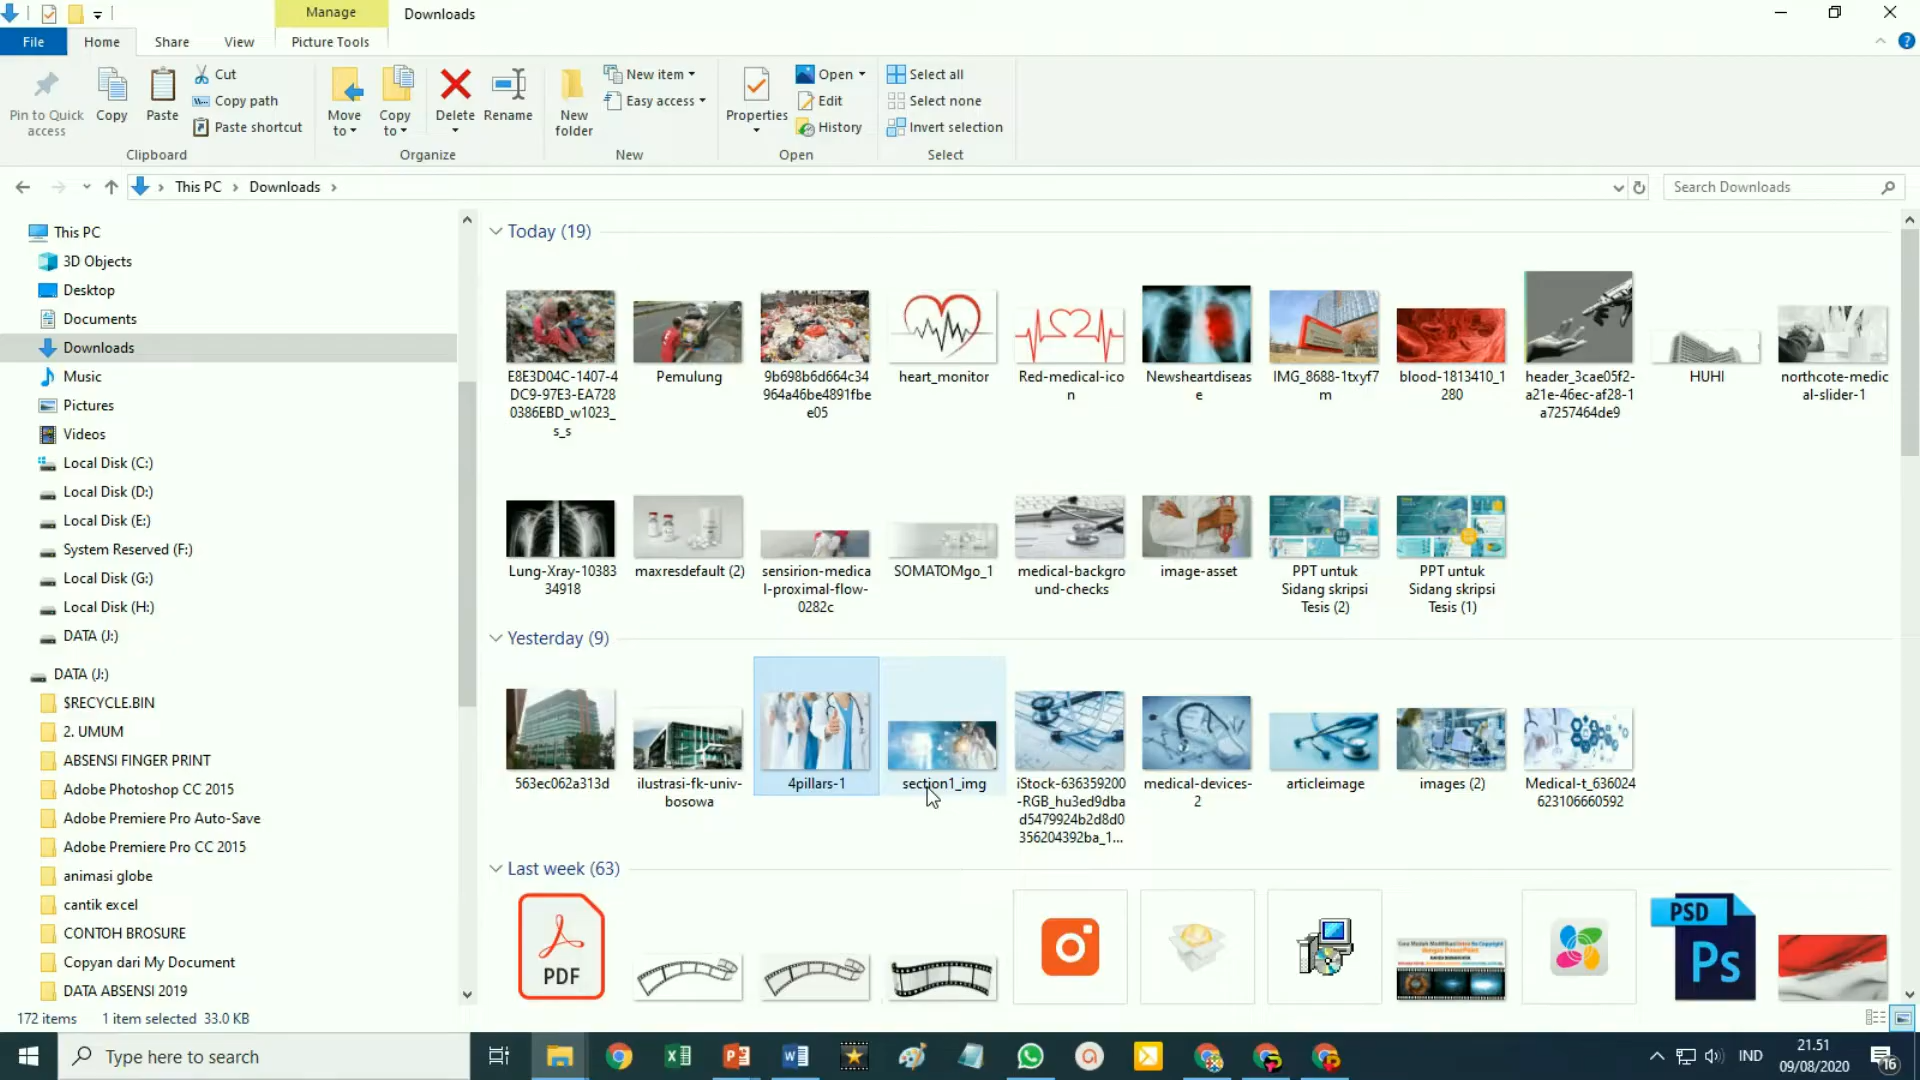 Manage
Downloads
File
Home
Share
View
Picture Tools
Pin to Quick
access
Copy
Paste
Cut
Copy path
Paste shortcut
Clipboard
Move
to
Copy
to
Delete
Rename
Organize
New
folder
New item
Easy access
New
Properties
Open
Edit
History
Open
Select all
Select none
Invert selection
Select
This PC
Downloads
Search Downloads
This PC
3D Objects
Desktop
Documents
Downloads
Music
Pictures
Videos
Local Disk (C:)
Local Disk (D:)
Local Disk (E:)
System Reserved (F:)
Local Disk (G:)
Local Disk (H:)
DATA (J:)
DATA (J:)
$RECYCLE.BIN
2. UMUM
ABSENSI FINGER PRINT
Adobe Photoshop CC 2015
Adobe Premiere Pro Auto-Save
Adobe Premiere Pro CC 2015
animasi globe
cantik excel
CONTOH BROSURE
Copyan dari My Document
DATA ABSENSI 2019
Today (19)
E8E3D04C-1407-4
DC9-97E3-EA728
0386EBD_w1023_
s_s
Pemulung
9b698b6d664c34
964a46be4891fbe
e05
heart_monitor
Red-medical-ico
n
Newsheartdiseas
e
IMG_8688-1txyf7
m
blood-1813410_1
280
header_3cae05f2-
a21e-46ec-af28-1
a7257464de9
HUHI
northcote-medic
al-slider-1
Lung-Xray-10383
34918
maxresdefault (2)
sensirion-medica
l-proximal-flow-
0282c
SOMATOMgo_1
medical-backgro
und-checks
image-asset
PPT untuk
Sidang skripsi
Tesis (2)
PPT untuk
Sidang skripsi
Tesis (1)
Yesterday (9)
563ec062a313d
ilustrasi-fk-univ-
bosowa
4pillars-1
section1_img
iStock-636359200
-RGB_hu3ed9dba
d5479924b2d8d0
356204392ba_1...
medical-devices-
2
articleimage
images (2)
Medical-t_636024
623106660592
Last week (63)
PDF
PSD
Ps
172 items
1 item selected 33.0 KB
Type here to search
IND
21.51
09/08/2020
16